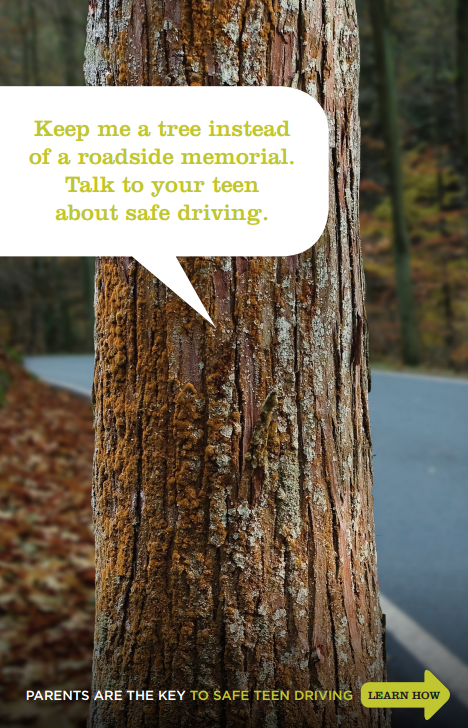 Keep me a tree instead
of a roadside memorial.
Talk to your teen
about safe driving.
PARENTS ARE THE KEY TO SAFE TEEN DRIVING LEARN HOW